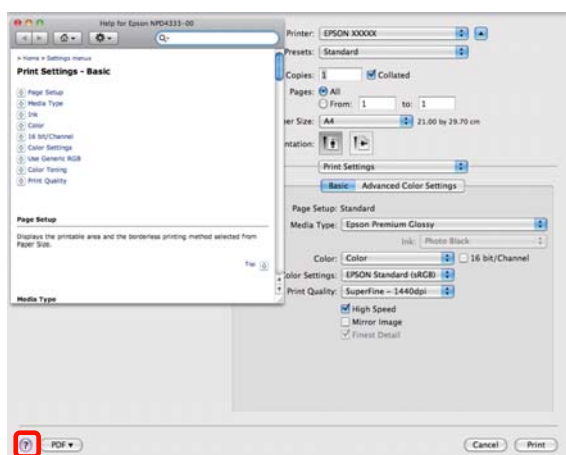 Help for Epson NPD4333-00
> Home > Settings menus
Print Settings - Basic
Page Setup
Media Type
Ink
Color
16 bit/Channel
Color Settings
Use Generic RGB
Color Toning
Print Quality
Page Setup
Displays the printable area and the borderless printing method selected from
Paper Size.
Top
Media Type
Printer: EPSON XXXXX
Presets: Standard
Copies: 1 Collated
Pages: All
From: 1 to: 1
per Size: A4 21.00 by 29.70 cm
ntation:
Print Settings
Basic Advanced Color Settings
Page Setup: Standard
Media Type: Epson Premium Glossy
Ink: Photo Black
Color: Color 16 bit/Channel
olor Settings: EPSON Standard (sRGB)
Print Quality: SuperFine - 1440dpi
High Speed
Mirror Image
Finest Detail
? PDF ▾ Cancel Print